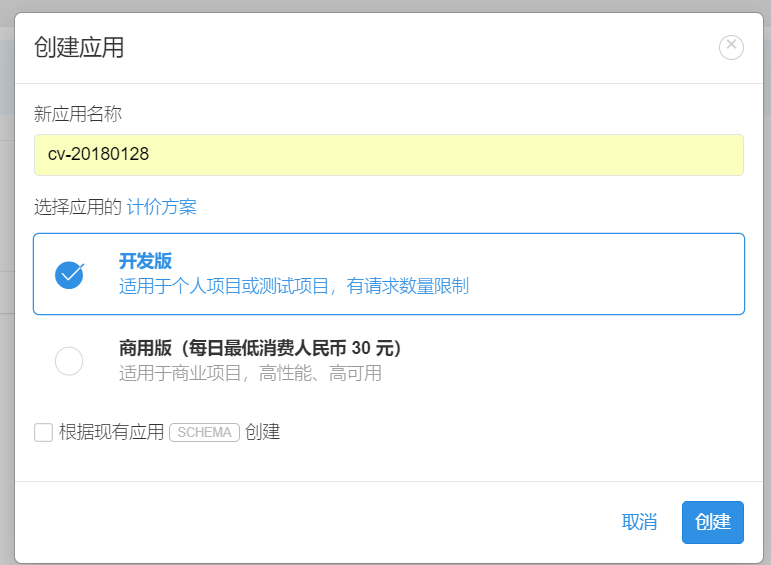 创建应用
新应用名称
cv-20180128
选择应用的 计价方案
开发版
适用于个人项目或测试项目，有请求数量限制
商用版（每日最低消费人民币 30 元）
适用于商业项目，高性能、高可用
根据现有应用 SCHEMA 创建
取消 创建